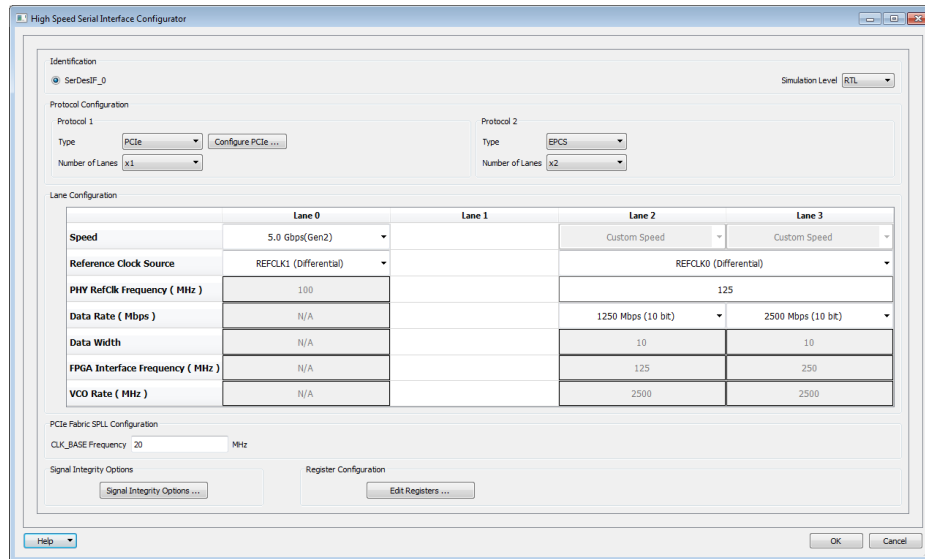 High Speed Serial Interface Configurator
Identification
SerDesIF_0
Simulation Level RTL
Protocol Configuration
Protocol 1
Type PCIe Configure PCIe ...
Number of Lanes x1
Protocol 2
Type EPCS
Number of Lanes x2
Lane Configuration
Lane 0 Lane 1 Lane 2 Lane 3
Speed 5.0 Gbps(Gen2) Custom Speed Custom Speed
Reference Clock Source REFCLK1 (Differential) REFCLK0 (Differential)
PHY RefClk Frequency ( MHz ) 100 125
Data Rate ( Mbps ) N/A 1250 Mbps (10 bit) 2500 Mbps (10 bit)
Data Width N/A 10 10
FPGA Interface Frequency ( MHz ) N/A 125 250
VCO Rate ( MHz ) N/A 2500 2500
PCIe Fabric SPLL Configuration
CLK_BASE Frequency 20 MHz
Signal Integrity Options
Signal Integrity Options ...
Register Configuration
Edit Registers ...
Help OK Cancel